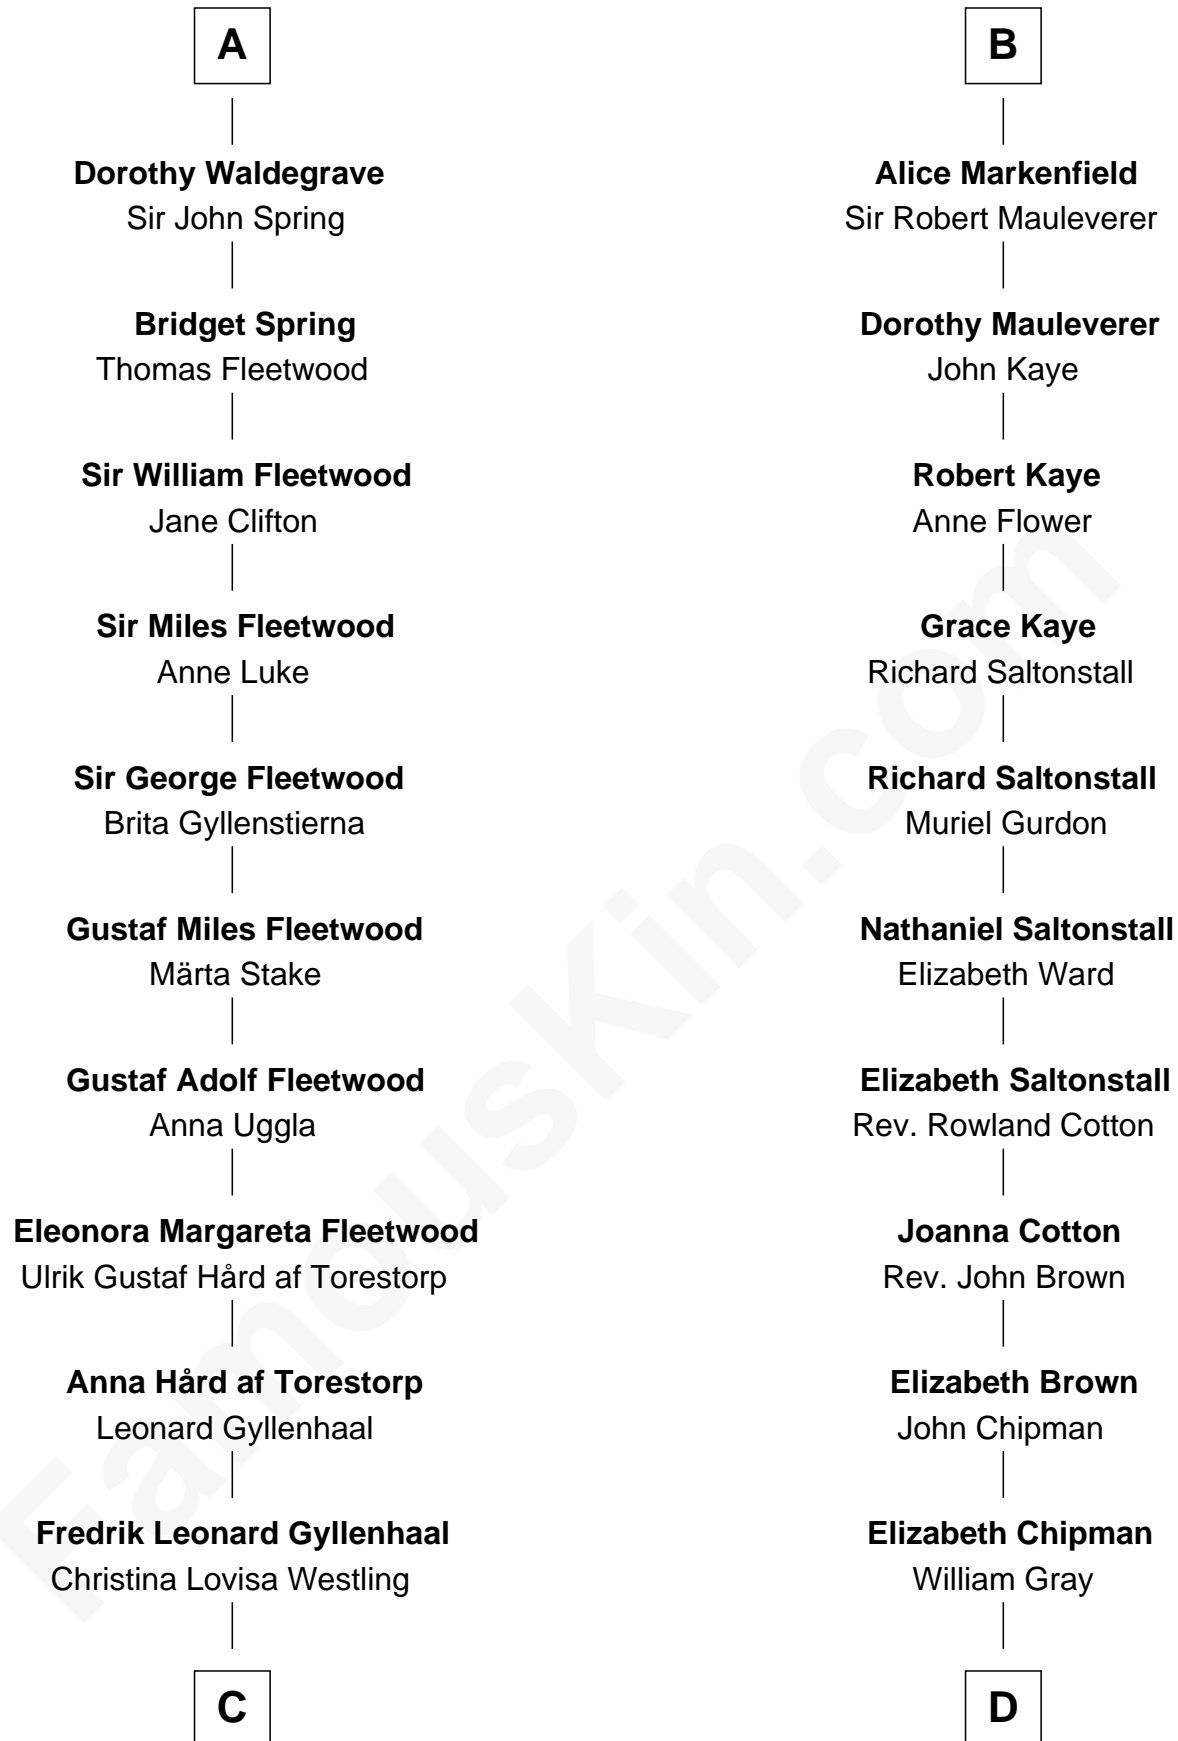 A
Dorothy Waldegrave
Sir John Spring
Bridget Spring
Thomas Fleetwood
Sir William Fleetwood
Jane Clifton
Sir Miles Fleetwood
Anne Luke
Sir George Fleetwood
Brita Gyllenstierna
Gustaf Miles Fleetwood
Märta Stake
Gustaf Adolf Fleetwood
Anna Uggla
Eleonora Margareta Fleetwood
Ulrik Gustaf Hård af Torestorp
Anna Hård af Torestorp
Leonard Gyllenhaal
Fredrik Leonard Gyllenhaal
Christina Lovisa Westling
C
B
Alice Markenfield
Sir Robert Mauleverer
Dorothy Mauleverer
John Kaye
Robert Kaye
Anne Flower
Grace Kaye
Richard Saltonstall
Richard Saltonstall
Muriel Gurdon
Nathaniel Saltonstall
Elizabeth Ward
Elizabeth Saltonstall
Rev. Rowland Cotton
Joanna Cotton
Rev. John Brown
Elizabeth Brown
John Chipman
Elizabeth Chipman
William Gray
D
FamousKin.com